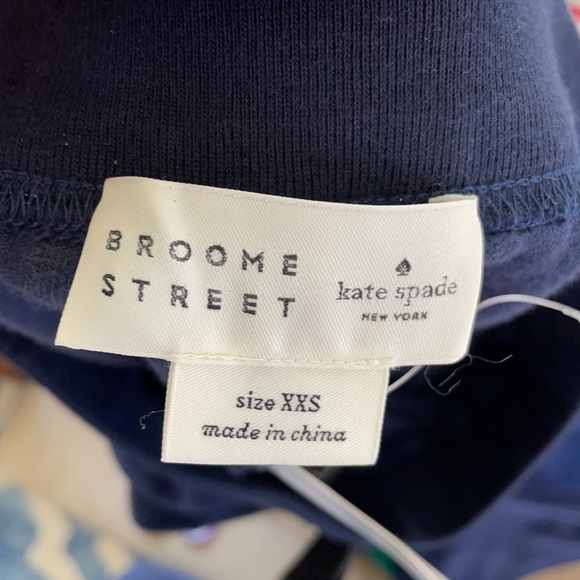 BROOME
STREET
kate spade
NEW YORK
size XXS
made in china